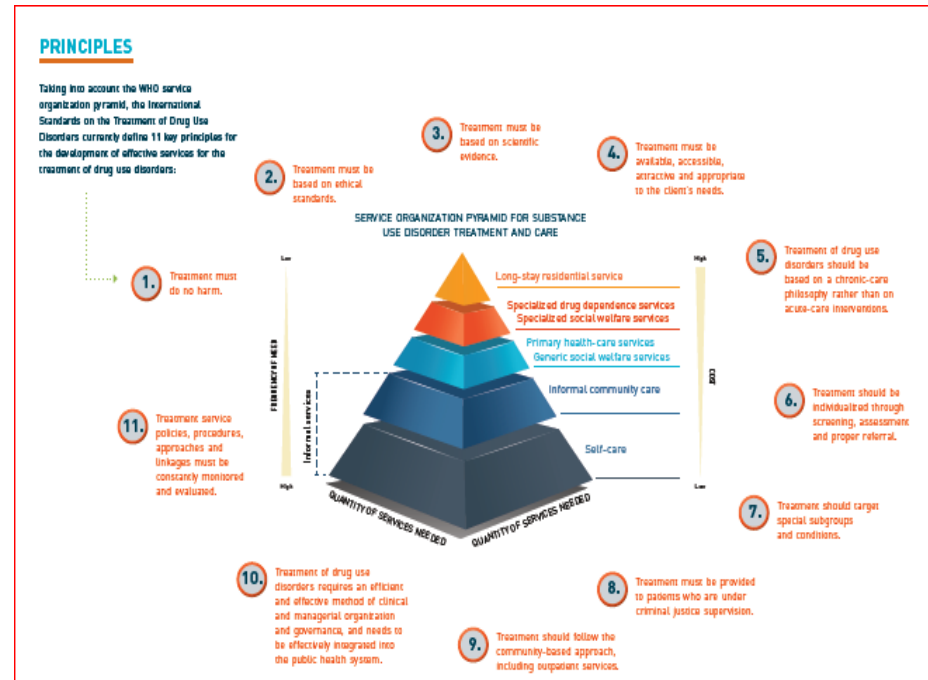 PRINCIPLES
Taking into account the WHO service
organization pyramid, the International
Standards on the Treatment of Drug Use
Disorders currently define 11 key principles for
the development of effective services for the
treatment of drug use disorders:
1.
Treatment must
do no harm.
2.
Treatment must be
based on ethical
standards.
3.
Treatment must be
based on scientific
evidence.
4.
Treatment must be
available, accessible,
attractive and appropriate
to the client's needs.
5.
Treatment of drug use
disorders should be
based on a chronic-care
philosophy rather than on
acute-care interventions.
6.
Treatment should be
individualized through
screening, assessment
and proper referral.
7.
Treatment should target
special subgroups
and conditions.
8.
Treatment must be provided
to patients who are under
criminal justice supervision.
9.
Treatment should follow the
community-based approach,
including outpatient services.
10.
Treatment of drug use
disorders requires an efficient
and effective method of clinical
and managerial organization
and governance, and needs to
be effectively integrated into
the public health system.
11.
Treatment service
policies, procedures,
approaches and
linkages must be
constantly monitored
and evaluated.
SERVICE ORGANIZATION PYRAMID FOR SUBSTANCE
USE DISORDER TREATMENT AND CARE
Low
FREQUENCY OF NEED
High
Informal services
Long-stay residential service
Specialized drug dependence services
Specialized social welfare services
Primary health-care services
Generic social welfare services
Informal community care
Self-care
High
COST
Low
QUANTITY OF SERVICES NEEDED
QUANTITY OF SERVICES NEEDED